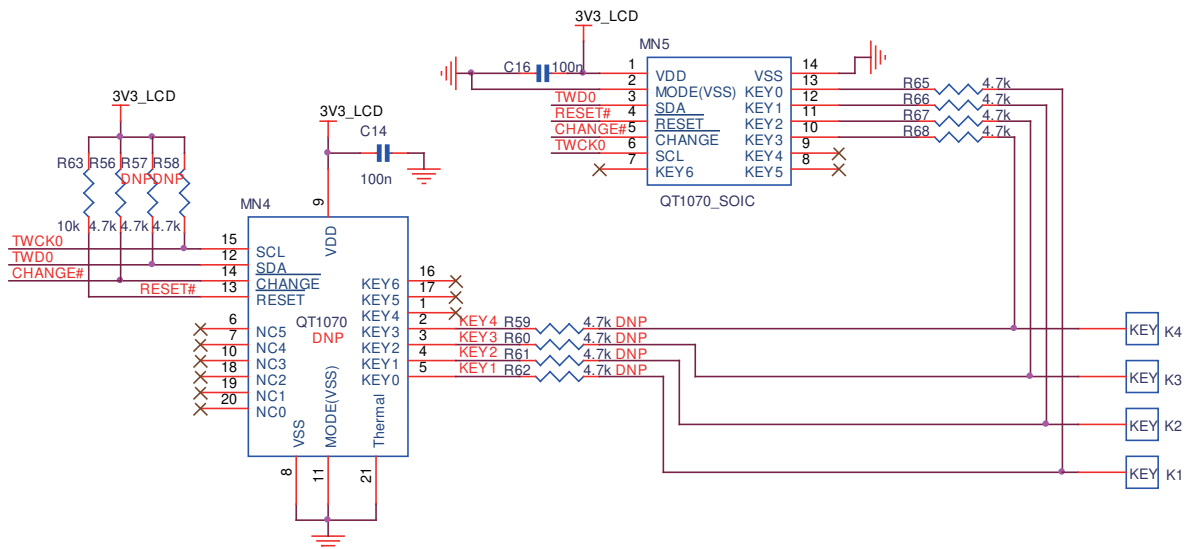 3V3_LCD
MN5
C16 100n
1 VDD VSS 14
2 MODE(VSS) KEY0 13 R65 4.7k
TWD0 3 SDA KEY1 12 R66 4.7k
RESET# 4 RESET KEY2 11 R67 4.7k
CHANGE# 5 CHANGE KEY3 10 R68 4.7k
TWCK0 6 SCL KEY4 9
7 KEY6 KEY5 8
QT1070_SOIC
3V3_LCD
3V3_LCD
C14
100n
R63 R56 R57 R58
DNP DNP
10k 4.7k 4.7k 4.7k
MN4
9
VDD
TWCK0 15 SCL
TWD0 12 SDA
CHANGE# 14 CHANGE
RESET# 13 RESET
KEY6 16
KEY5 17
KEY4 1
QT1070
DNP
6 NC5
7 NC4
10 NC3
18 NC2
19 NC1
20 NC0
KEY3 2 KEY4 R59 4.7k DNP
KEY2 3 KEY3 R60 4.7k DNP
KEY1 4 KEY2 R61 4.7k DNP
KEY0 5 KEY1 R62 4.7k DNP
KEY K4
KEY K3
KEY K2
KEY K1
VSS MODE(VSS) Thermal
8 11 21